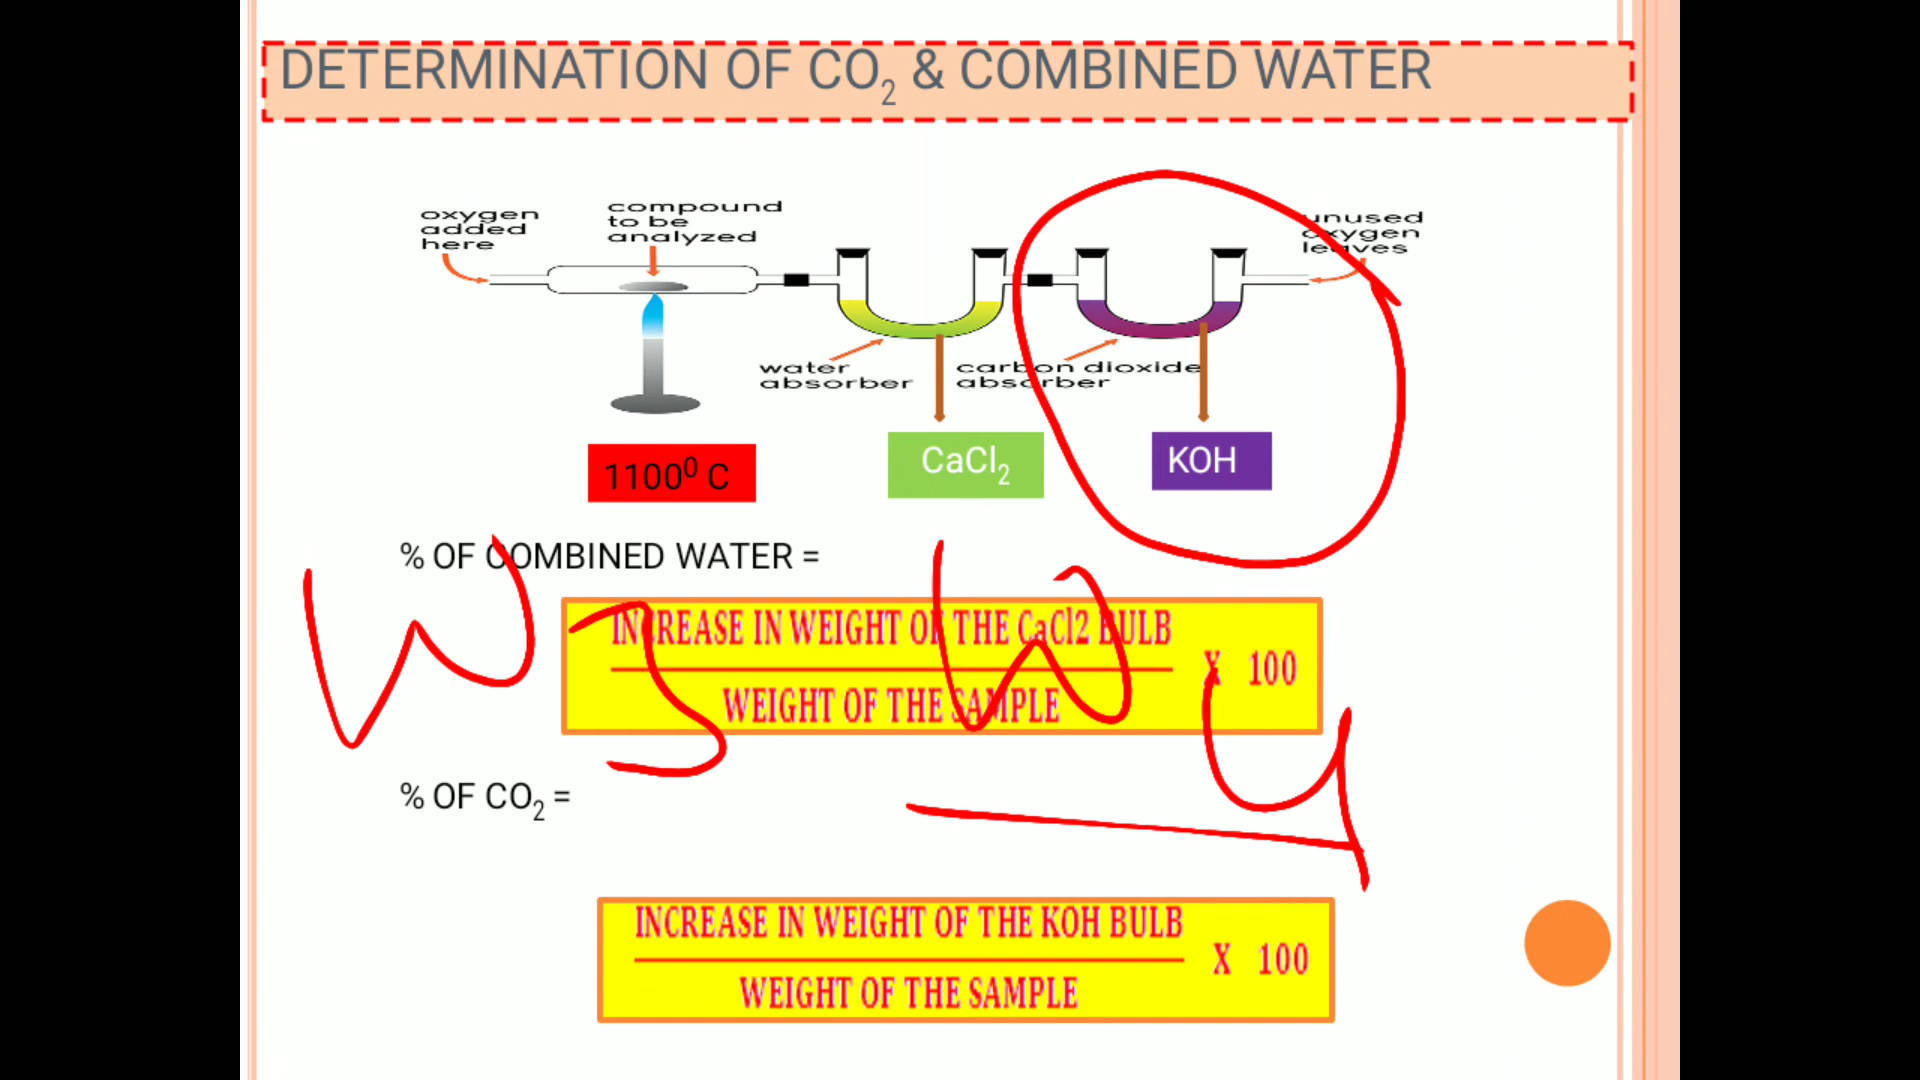 DETERMINATION OF CO₂ & COMBINED WATER
oxygen
added
here
compound
to be
analyzed
unused
oxygen
leaves
water
absorber
carbon dioxide
absorber
1100⁰ C
CaCl₂
KOH
% OF COMBINED WATER =
W3 W4
INCREASE IN WEIGHT OF THE CaCl2 BULB
WEIGHT OF THE SAMPLE
X 100
% OF CO₂ =
INCREASE IN WEIGHT OF THE KOH BULB
WEIGHT OF THE SAMPLE
X 100